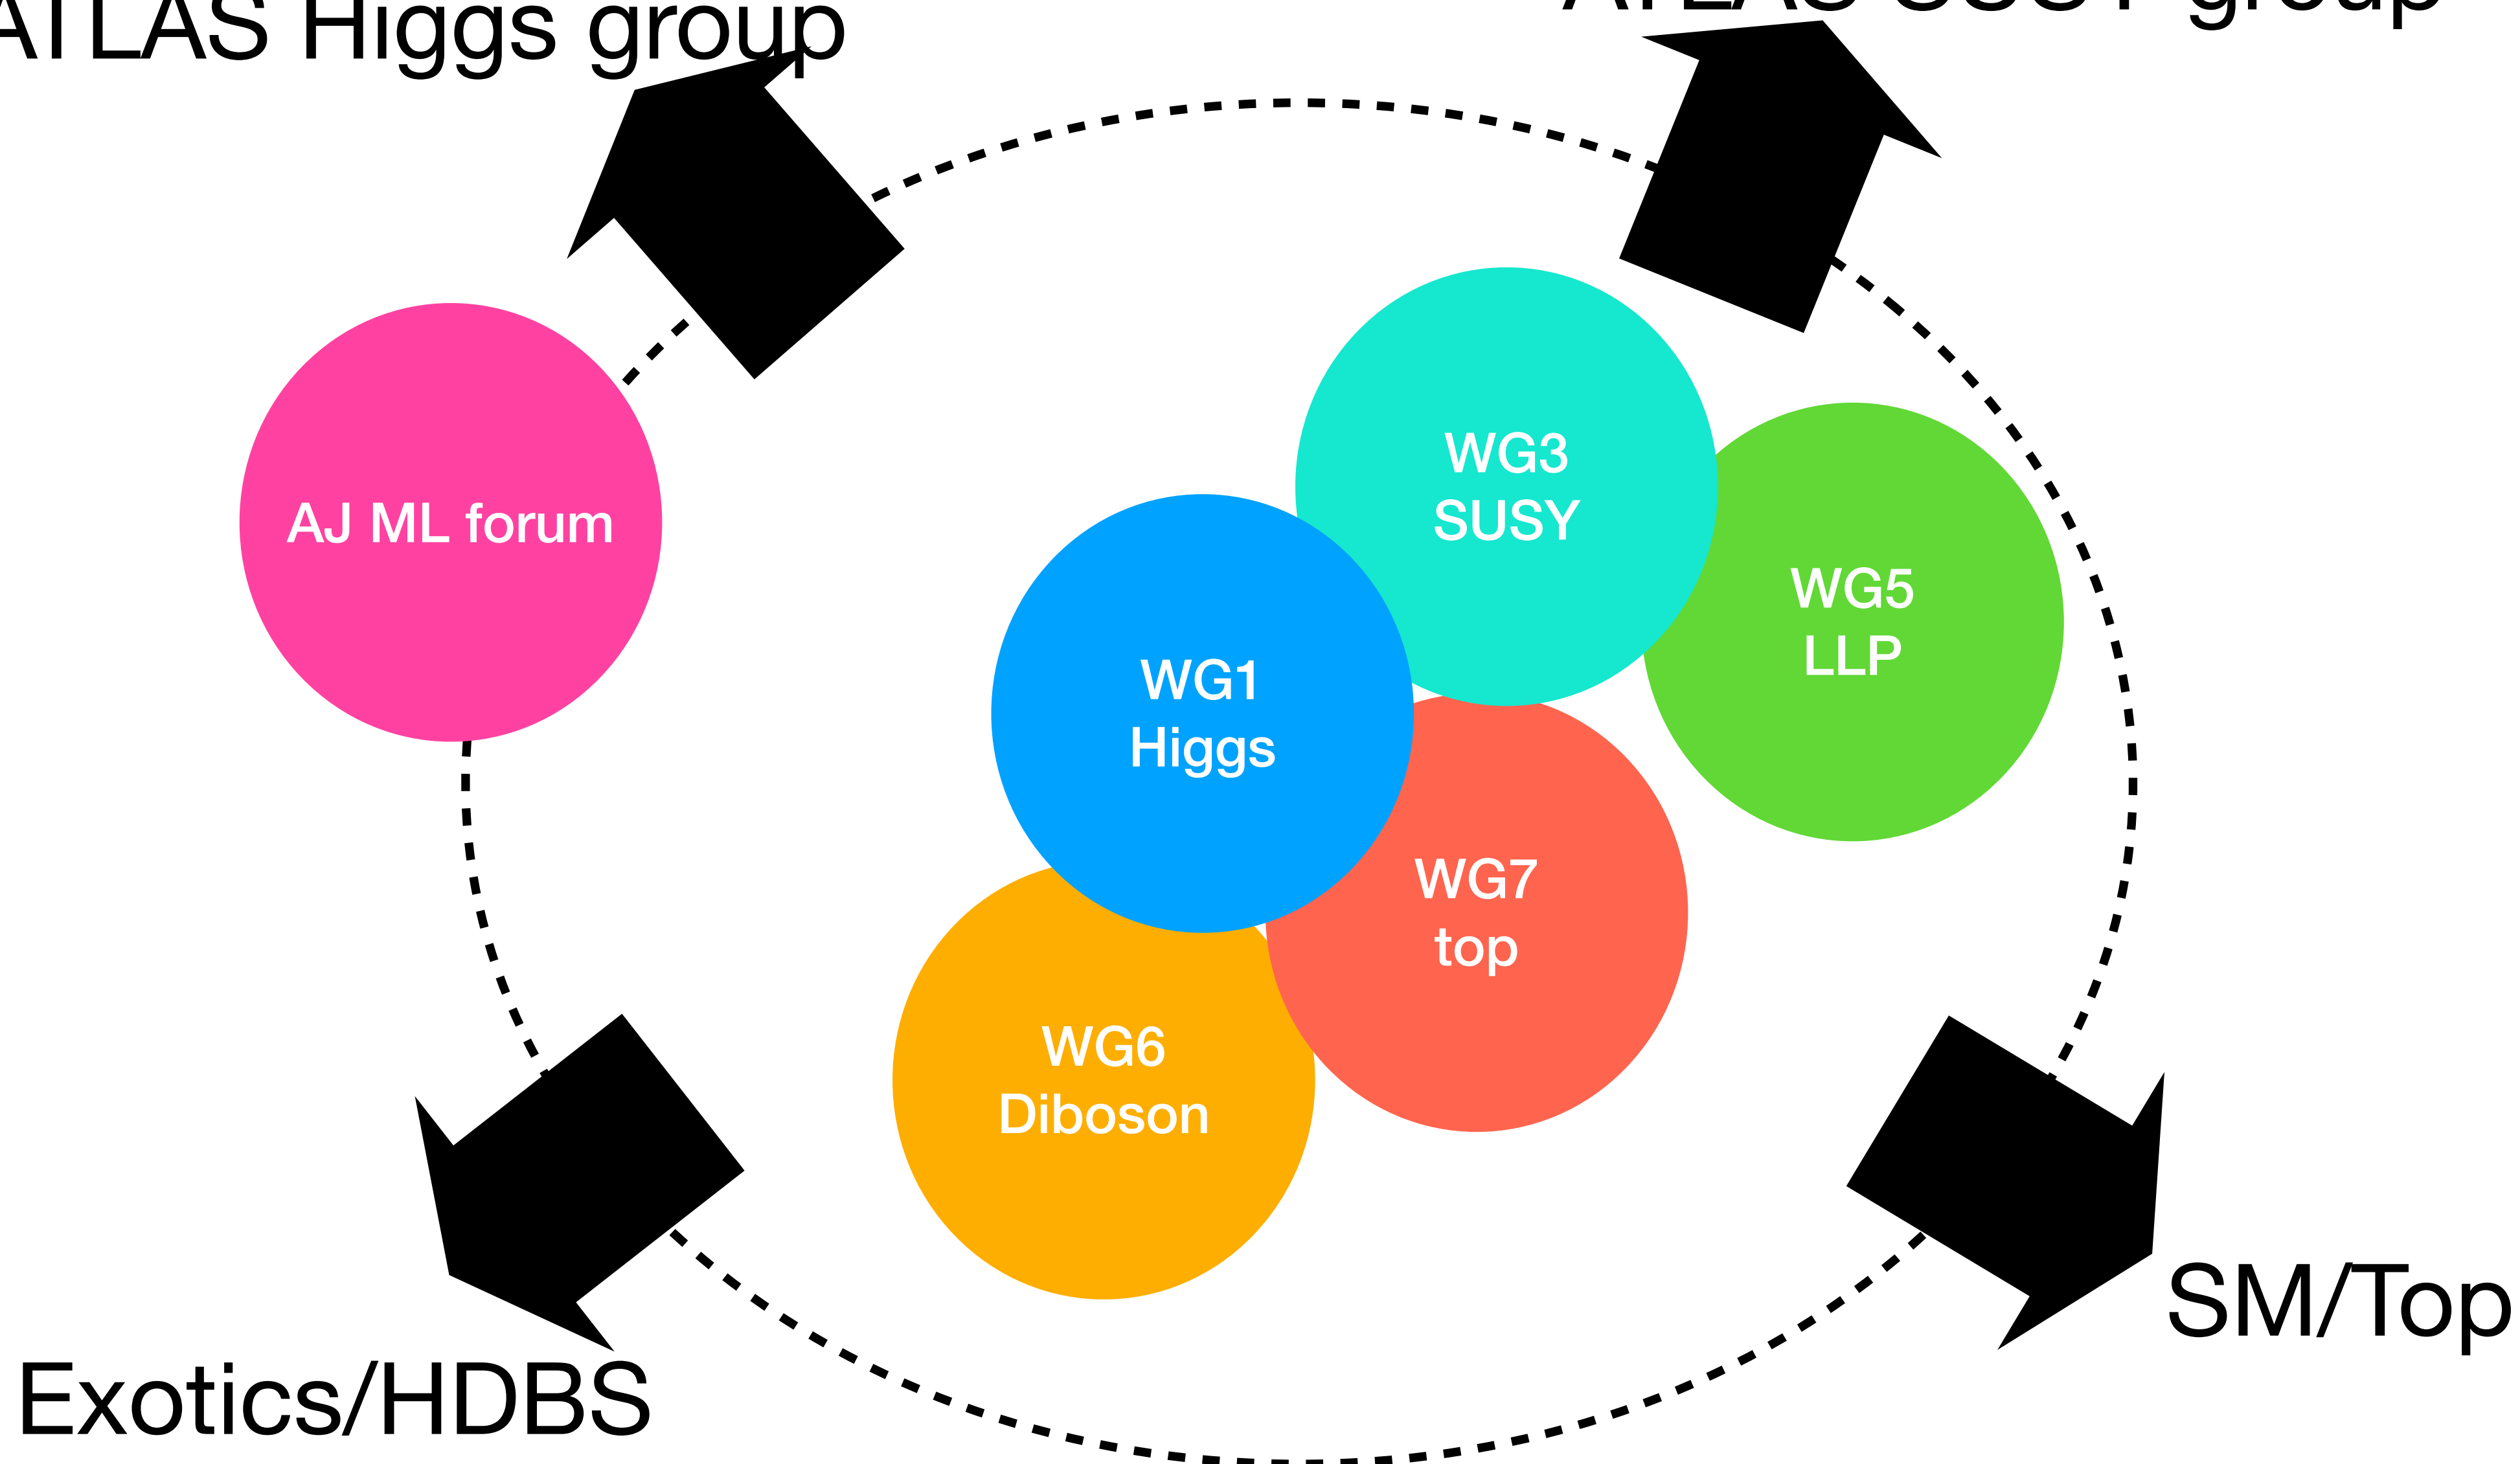 ATLAS Higgs group
group
AJ ML forum
WG3
SUSY
WG5
LLP
WG1
Higgs
WG7
top
WG6
Diboson
SM/Top
Exotics/HDBS